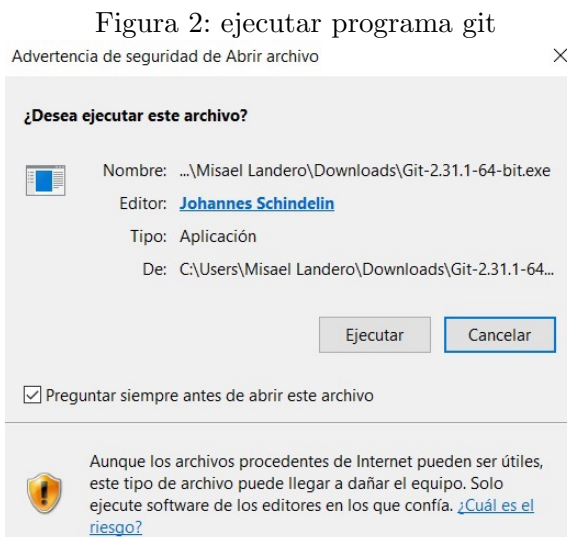 Figura 2: ejecutar programa git
Advertencia de seguridad de Abrir archivo
¿Desea ejecutar este archivo?
Nombre: ...\Misael Landero\Downloads\Git-2.31.1-64-bit.exe
Editor: Johannes Schindelin
Tipo: Aplicación
De: C:\Users\Misael Landero\Downloads\Git-2.31.1-64...
Ejecutar Cancelar
Preguntar siempre antes de abrir este archivo
Aunque los archivos procedentes de Internet pueden ser útiles,
este tipo de archivo puede llegar a dañar el equipo. Solo
ejecute software de los editores en los que confía. ¿Cuál es el
riesgo?